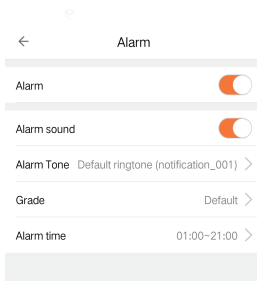 Alarm
Alarm
Alarm sound
Alarm Tone Default ringtone (notification_001)
Grade Default
Alarm time 01:00~21:00